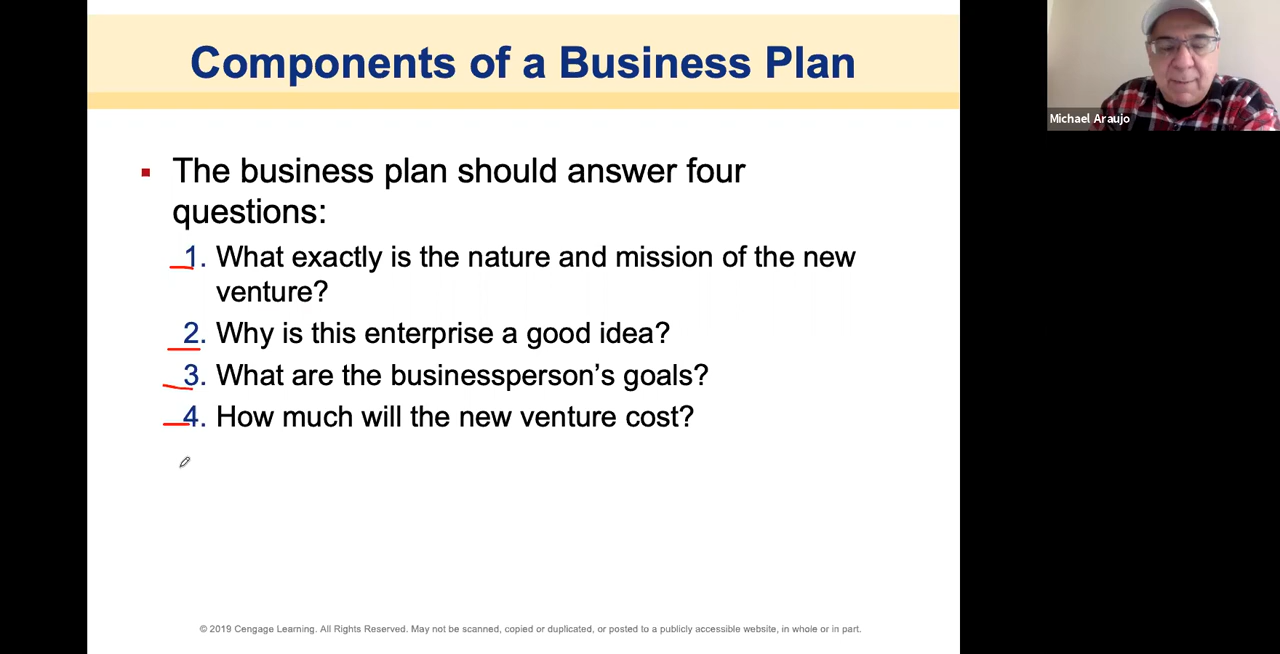 Components of a Business Plan
Michael Araujo
▪ The business plan should answer four
questions:
1. What exactly is the nature and mission of the new
venture?
2. Why is this enterprise a good idea?
3. What are the businessperson’s goals?
4. How much will the new venture cost?
© 2019 Cengage Learning. All Rights Reserved. May not be scanned, copied or duplicated, or posted to a publicly accessible website, in whole or in part.